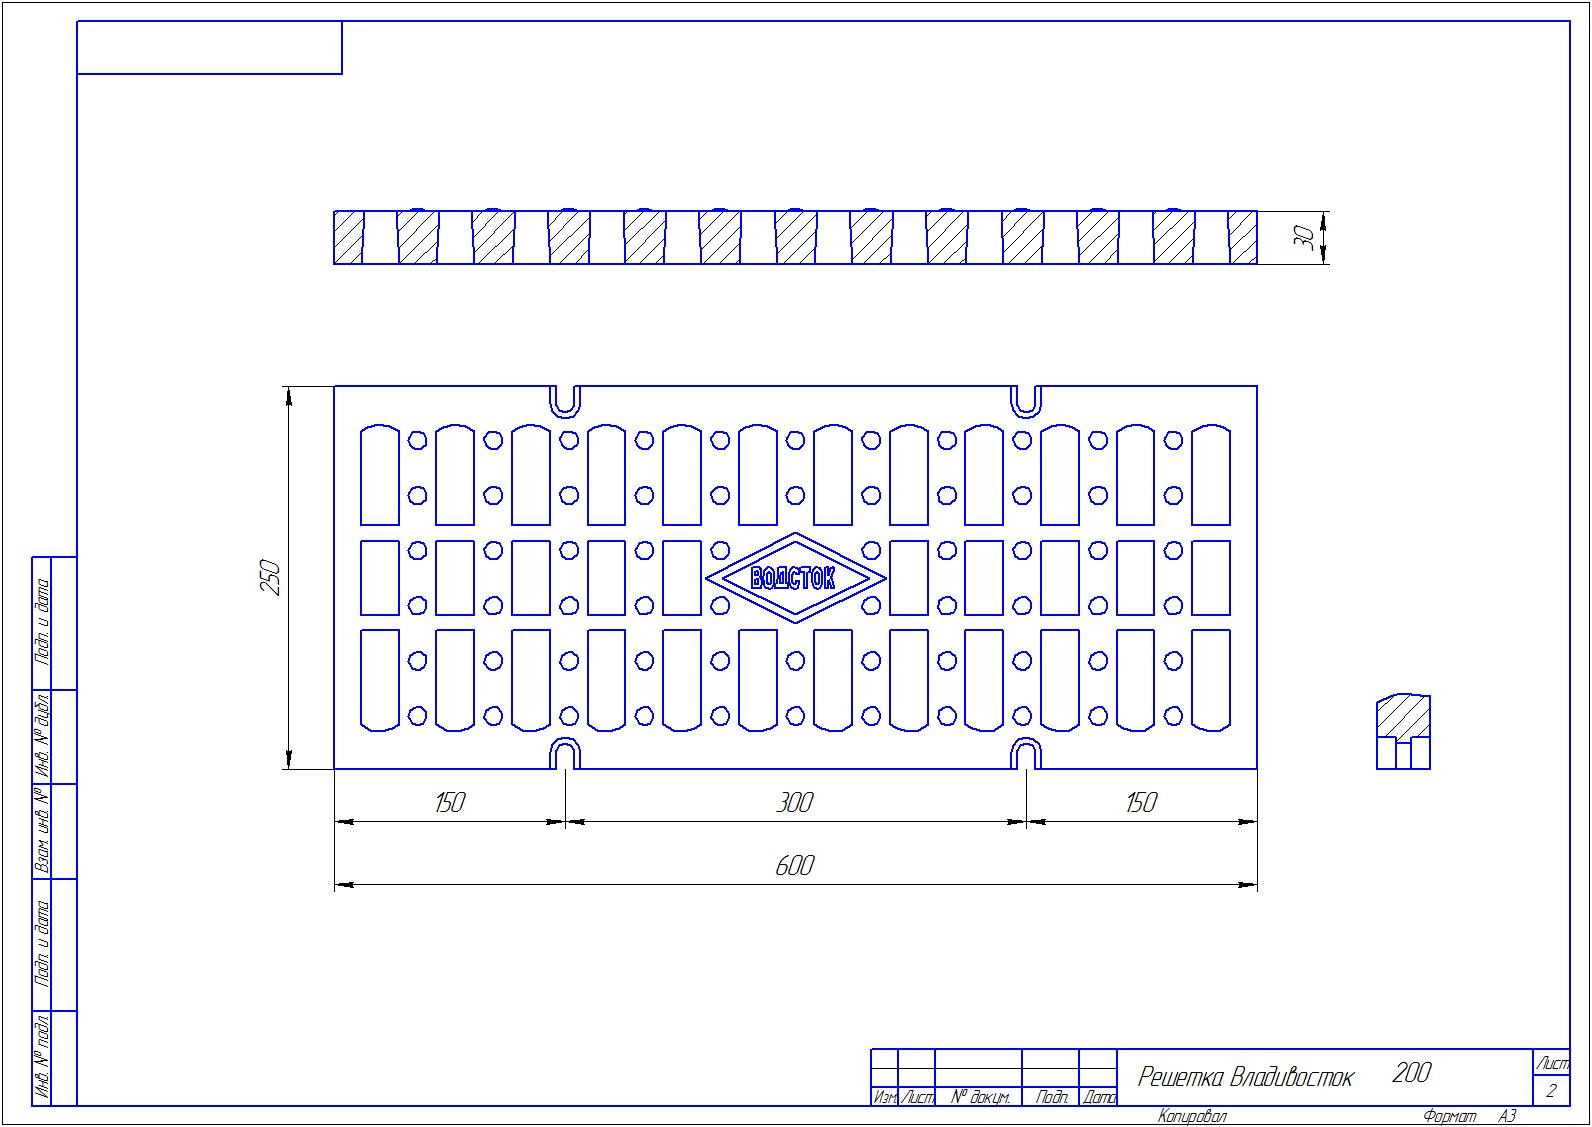 30
250
ВОДСТОК
150
300
150
600
Подп. и дата
Инв. № дубл.
Взам. инв. №
Подп. и дата
Инв. № подл.
Решетка Владивосток 200
Лист
2
Изм. Лист № докум. Подп. Дата
Копировал Формат А3